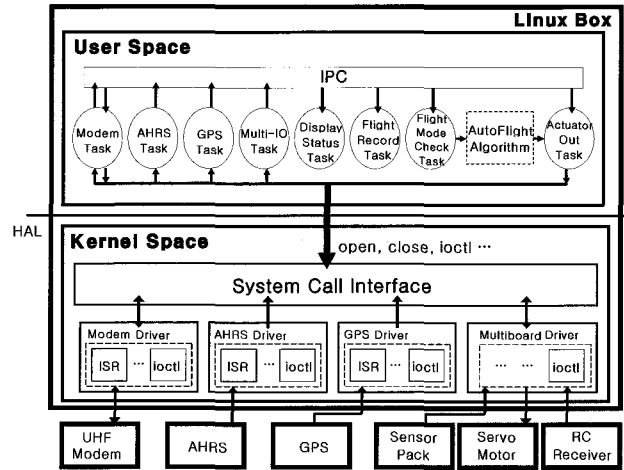 Linux Box
User Space
IPC
Modem
Task
AHRS
Task
GPS
Task
Multi-IO
Task
Display
Status
Task
Flight
Record
Task
Flight
Mode
Check
Task
AutoFlight
Algorithm
Actuator
Out Task
HAL
Kernel Space
open, close, ioctl ···
System Call Interface
Modem Driver
ISR ··· ioctl
AHRS Driver
ISR ··· ioctl
GPS Driver
ISR ··· ioctl
Multiboard Driver
··· ··· ioctl
UHF
Modem
AHRS
GPS
Sensor
Pack
Servo
Motor
RC
Receiver